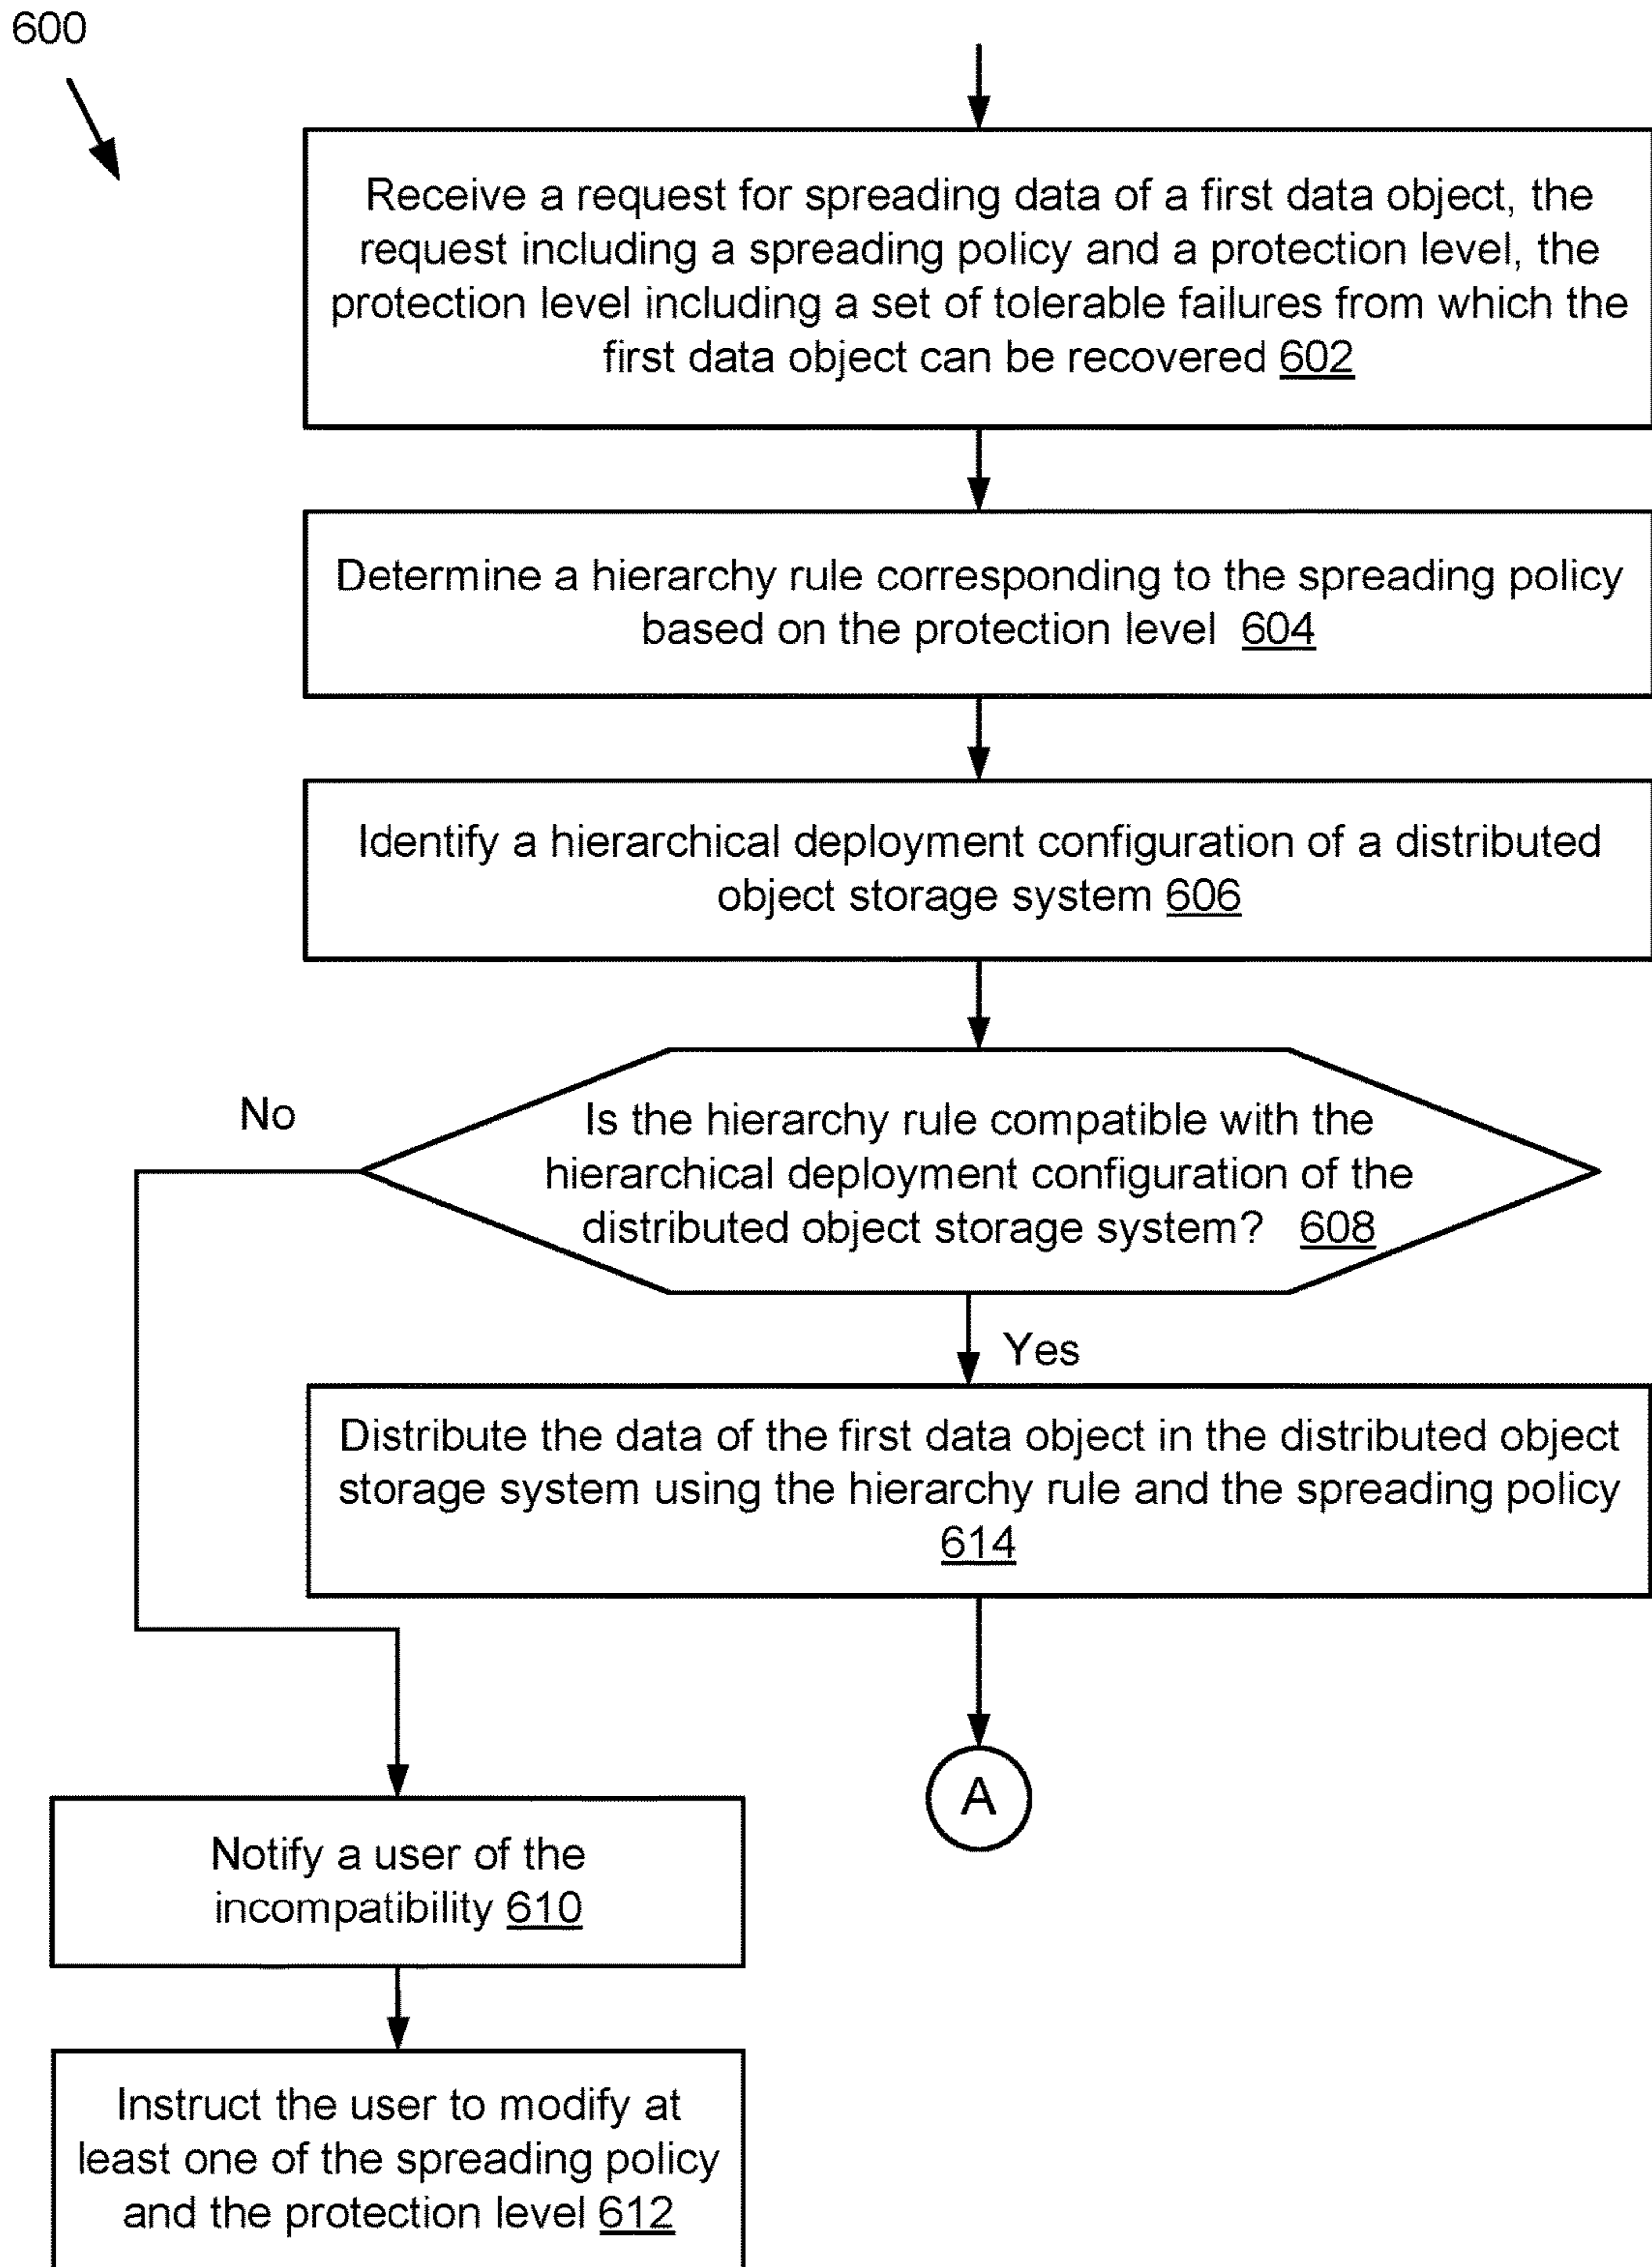 600
Receive a request for spreading data of a first data object, the
request including a spreading policy and a protection level, the
protection level including a set of tolerable failures from which the
first data object can be recovered 602
Determine a hierarchy rule corresponding to the spreading policy
based on the protection level 604
Identify a hierarchical deployment configuration of a distributed
object storage system 606
No
Is the hierarchy rule compatible with the
hierarchical deployment configuration of the
distributed object storage system? 608
Yes
Distribute the data of the first data object in the distributed object
storage system using the hierarchy rule and the spreading policy
614
A
Notify a user of the
incompatibility 610
Instruct the user to modify at
least one of the spreading policy
and the protection level 612